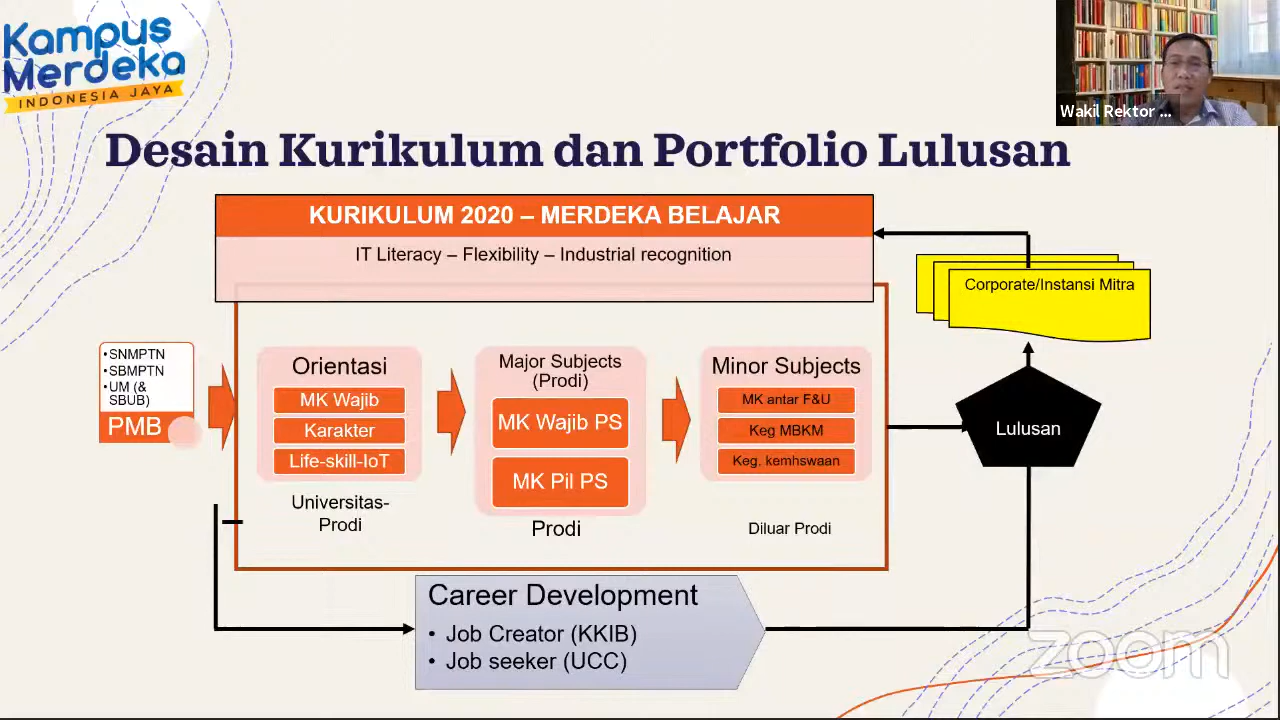 Kampus
Merdeka
INDONESIA JAYA
Wakil Rektor ...
Desain Kurikulum dan Portfolio Lulusan
KURIKULUM 2020 – MERDEKA BELAJAR
IT Literacy – Flexibility – Industrial recognition
Corporate/Instansi Mitra
•SNMPTN
•SBMPTN
•UM (&
SBUB)
PMB
Orientasi
MK Wajib
Karakter
Life-skill-IoT
Universitas-
Prodi
Major Subjects
(Prodi)
MK Wajib PS
MK Pil PS
Prodi
Minor Subjects
MK antar F&U
Keg MBKM
Keg. kemhswaan
Diluar Prodi
Lulusan
Career Development
• Job Creator (KKIB)
• Job seeker (UCC)
zoom